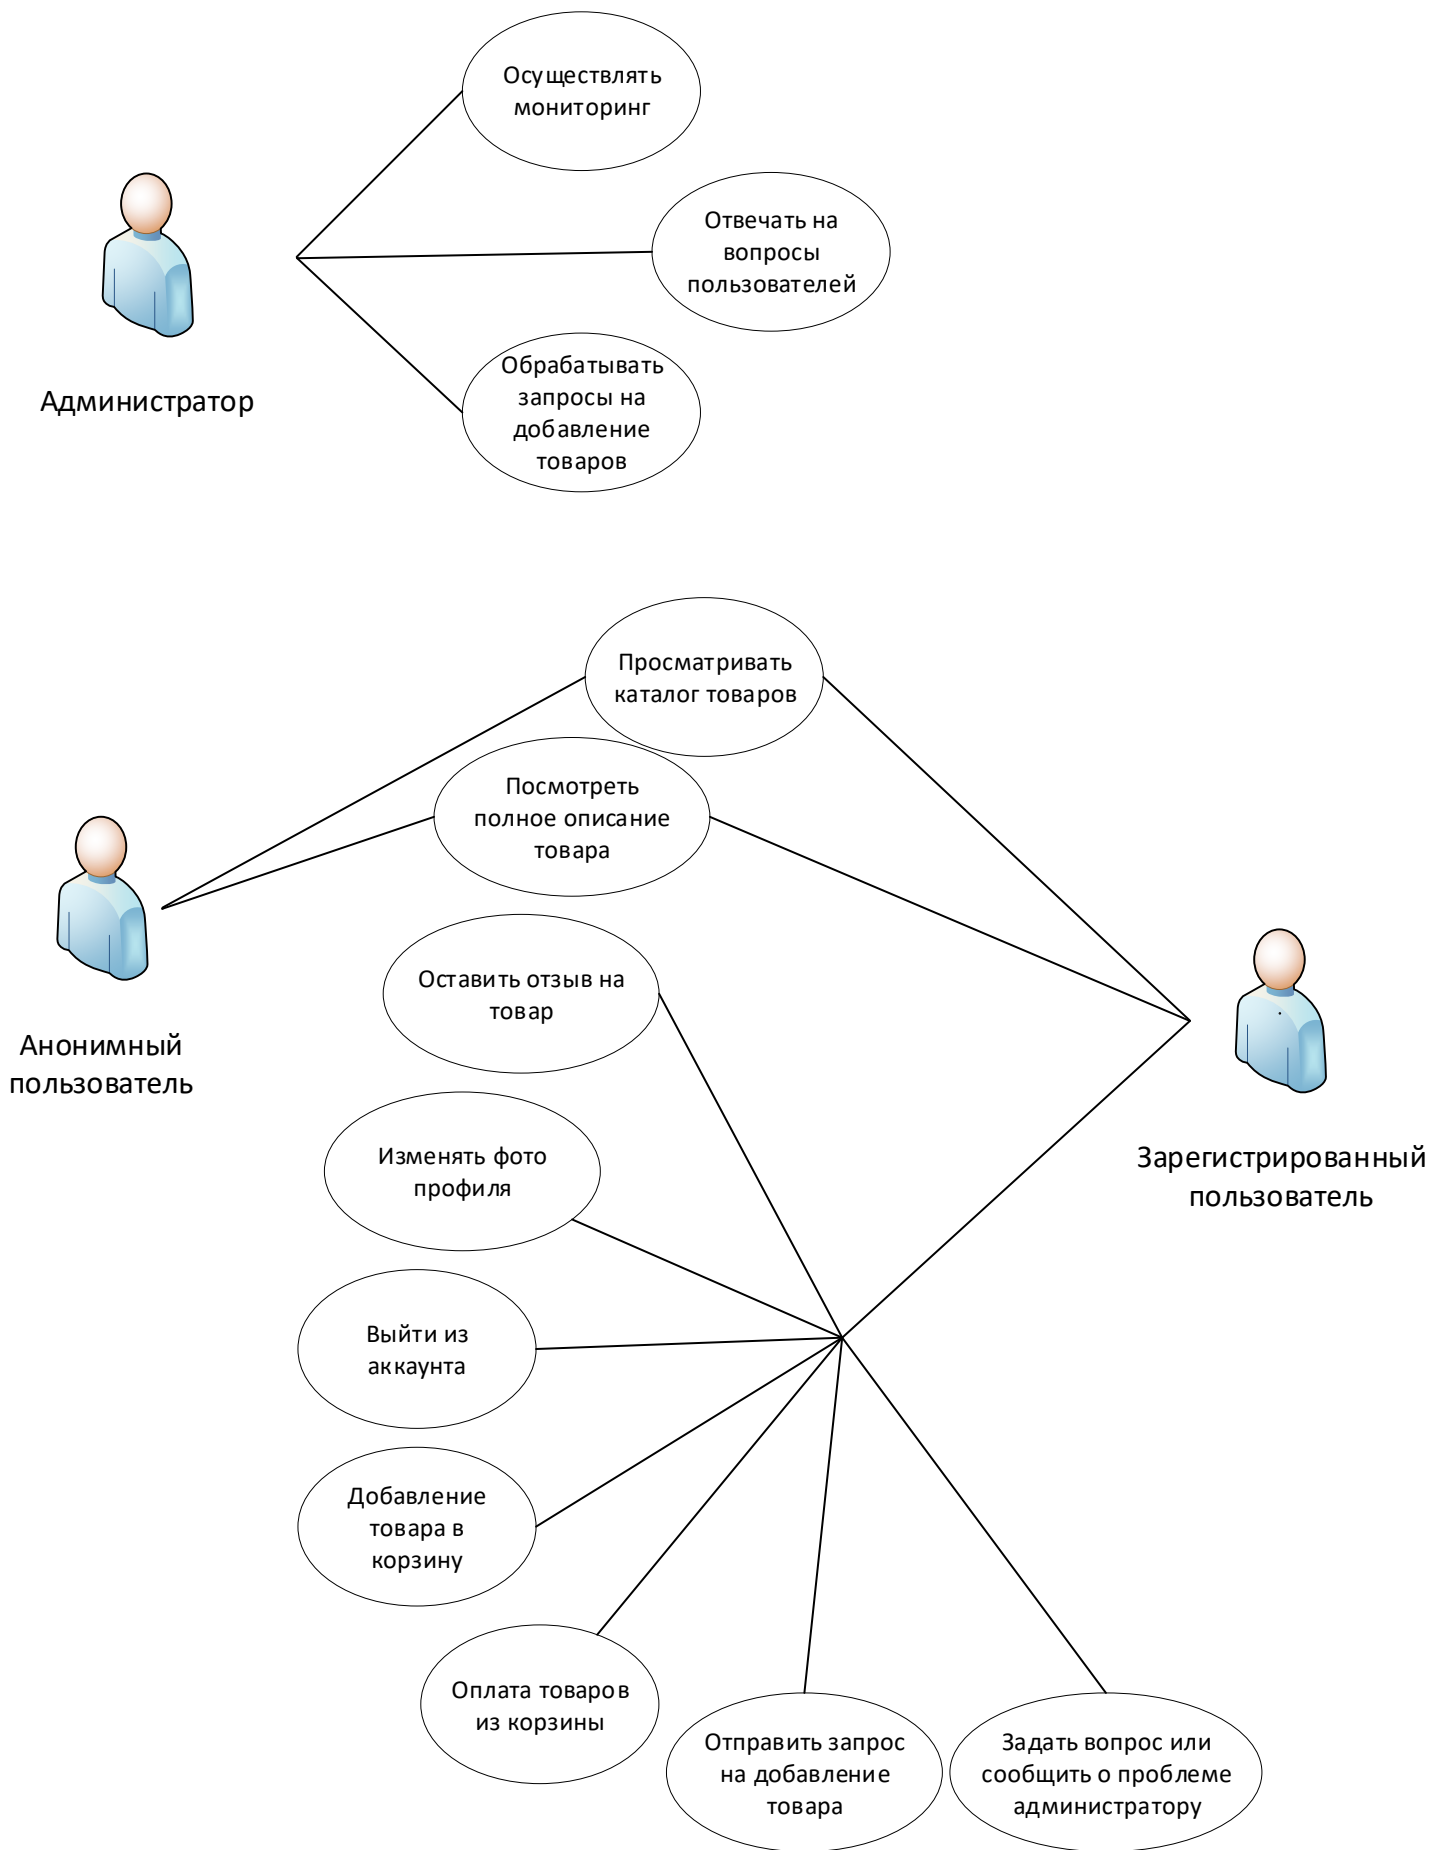 Осуществлять
мониторинг
Отвечать на
вопросы
пользователей
Обрабатывать
запросы на
добавление
товаров
Администратор
Просматривать
каталог товаров
Посмотреть
полное описание
товара
Оставить отзыв на
товар
Анонимный
пользователь
Изменять фото
профиля
Зарегистрированный
пользователь
Выйти из
аккаунта
Добавление
товара в
корзину
Оплата товаров
из корзины
Отправить запрос
на добавление
товара
Задать вопрос или
сообщить о проблеме
администратору